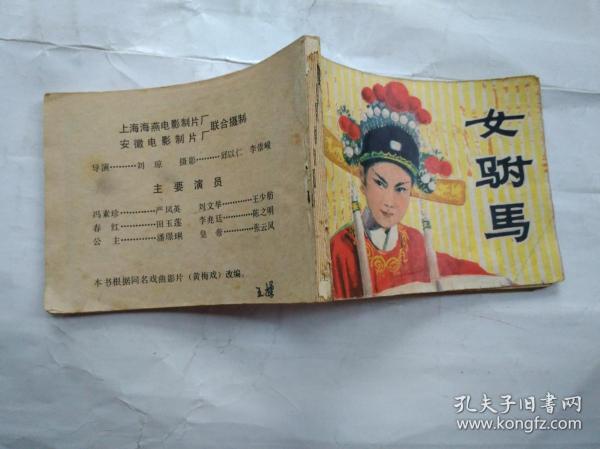 上海海燕电影制片厂
安徽电影制片厂
联合摄制
导演………刘琼 摄影………邱以仁 李崇峻
主要演员
冯素珍………严凤英 刘文举………王少舫
春红………田玉莲 李兆廷………陈之明
公主………潘璟琍 皇帝………张云风
本书根据同名戏曲影片（黄梅戏）改编。
女驸馬
孔夫子旧书网
www.kongfz.com